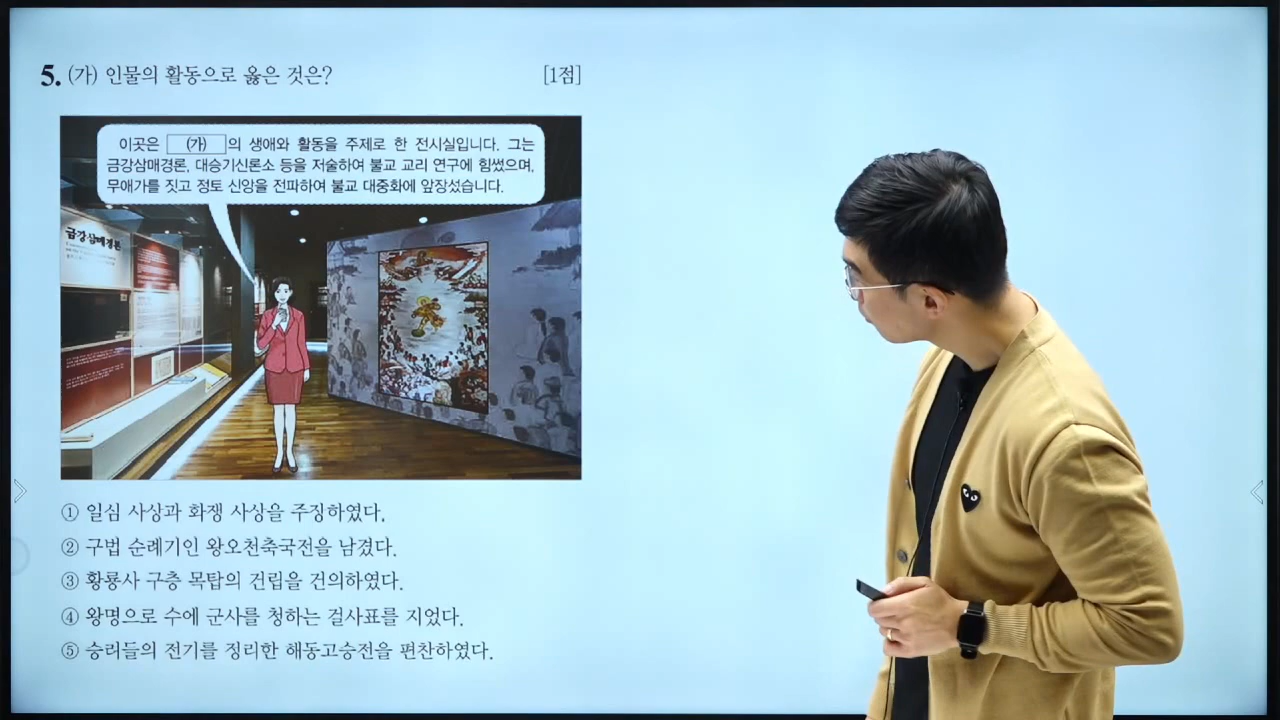 5. (가) 인물의 활동으로 옳은 것은? [1점]
이곳은 (가) 의 생애와 활동을 주제로 한 전시실입니다. 그는
금강삼매경론, 대승기신론소 등을 저술하여 불교 교리 연구에 힘썼으며,
무애가를 짓고 정토 신앙을 전파하여 불교 대중화에 앞장섰습니다.
금강삼매경론
① 일심 사상과 화쟁 사상을 주장하였다.
② 구법 순례기인 왕오천축국전을 남겼다.
③ 황룡사 구층 목탑의 건립을 건의하였다.
④ 왕명으로 수에 군사를 청하는 걸사표를 지었다.
⑤ 승려들의 전기를 정리한 해동고승전을 편찬하였다.